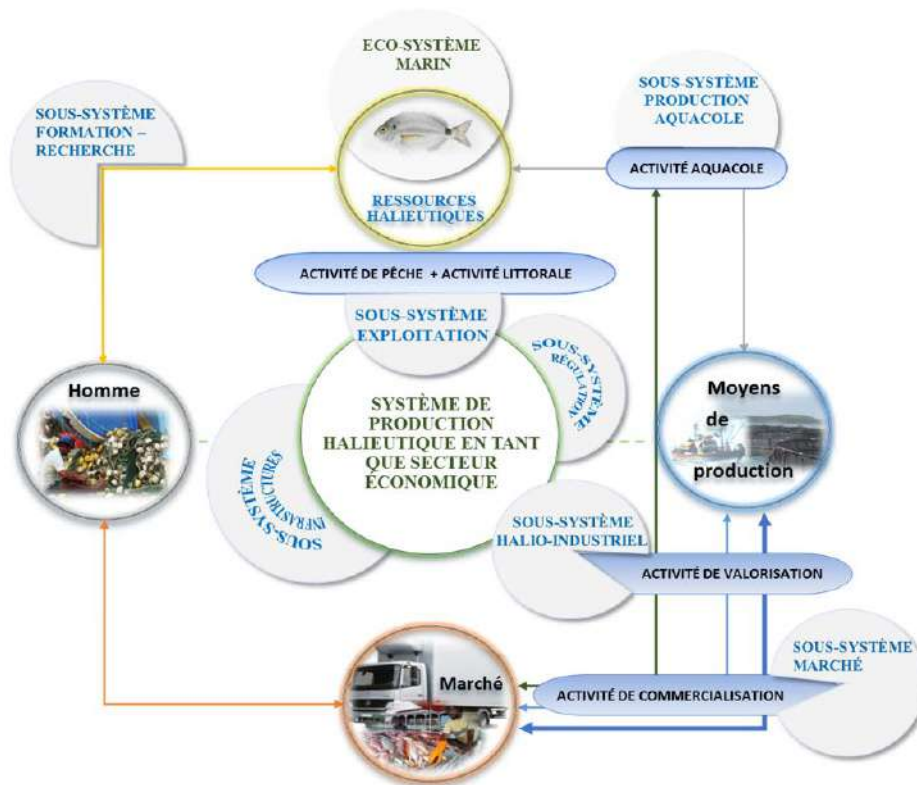 ECO-SYSTÈME
MARIN
SOUS-SYSTÈME
FORMATION –
RECHERCHE
SOUS-SYSTÈME
PRODUCTION
AQUACOLE
ACTIVITÉ AQUACOLE
RESSOURCES
HALIEUTIQUES
ACTIVITÉ DE PÊCHE + ACTIVITÉ LITTORALE
SOUS-SYSTÈME
EXPLOITATION
SOUS-SYSTÈME
RÉGULATION
Homme
SYSTÈME DE
PRODUCTION
HALIEUTIQUE EN TANT
QUE SECTEUR
ÉCONOMIQUE
Moyens
de
production
SOUS-SYSTÈME
INFRASTRUCTURES
SOUS-SYSTÈME
HALIO-INDUSTRIEL
ACTIVITÉ DE VALORISATION
SOUS-SYSTÈME
MARCHÉ
Marché
ACTIVITÉ DE COMMERCIALISATION